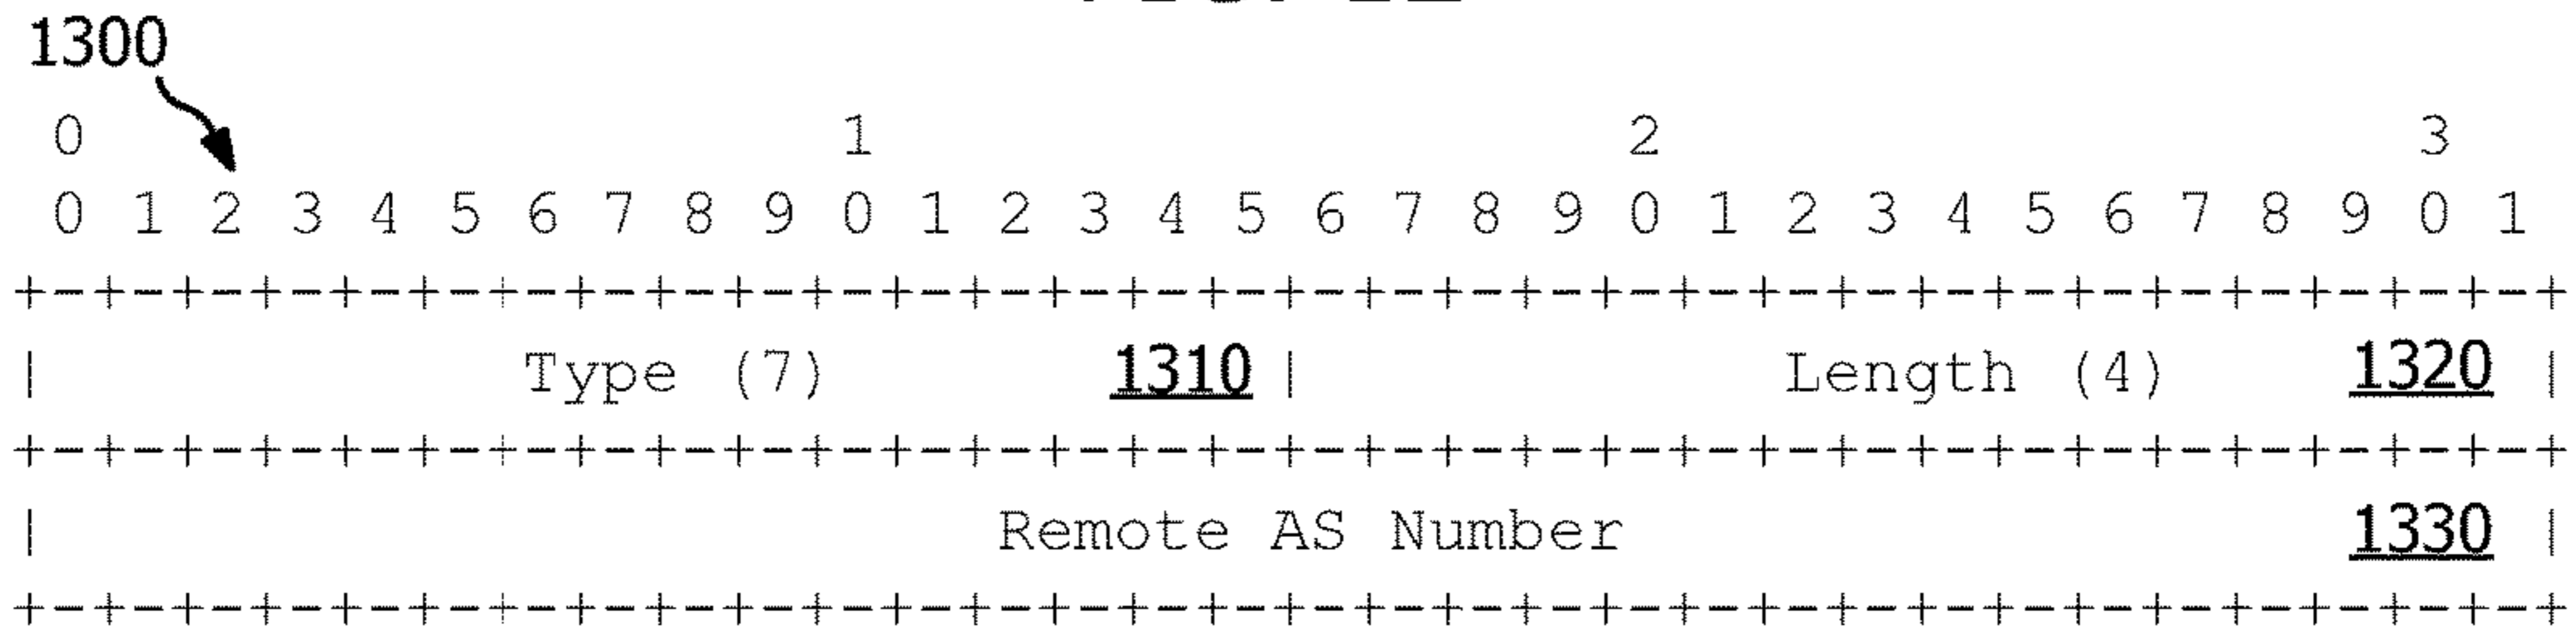 1300
0 1 2 3
0 1 2 3 4 5 6 7 8 9 0 1 2 3 4 5 6 7 8 9 0 1 2 3 4 5 6 7 8 9 0 1
+-+-+-+-+-+-+-+-+-+-+-+-+-+-+-+-+-+-+-+-+-+-+-+-+-+-+-+-+-+-+-+-+
| Type (7) 1310 | Length (4) 1320 |
+-+-+-+-+-+-+-+-+-+-+-+-+-+-+-+-+-+-+-+-+-+-+-+-+-+-+-+-+-+-+-+-+
| Remote AS Number 1330 |
+-+-+-+-+-+-+-+-+-+-+-+-+-+-+-+-+-+-+-+-+-+-+-+-+-+-+-+-+-+-+-+-+